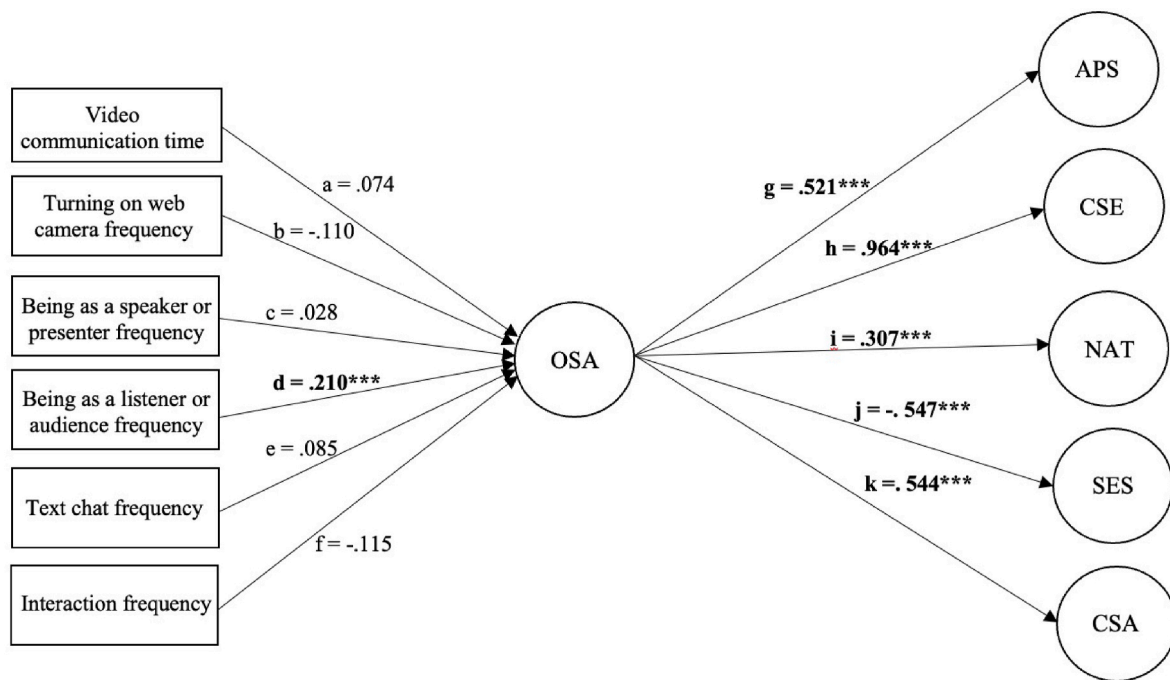 Video
communication time
Turning on web
camera frequency
Being as a speaker or
presenter frequency
Being as a listener or
audience frequency
Text chat frequency
Interaction frequency
a = .074
b = -.110
c = .028
d = .210***
e = .085
f = -.115
OSA
g = .521***
h = .964***
i = .307***
j = -. 547***
k =. 544***
APS
CSE
NAT
SES
CSA